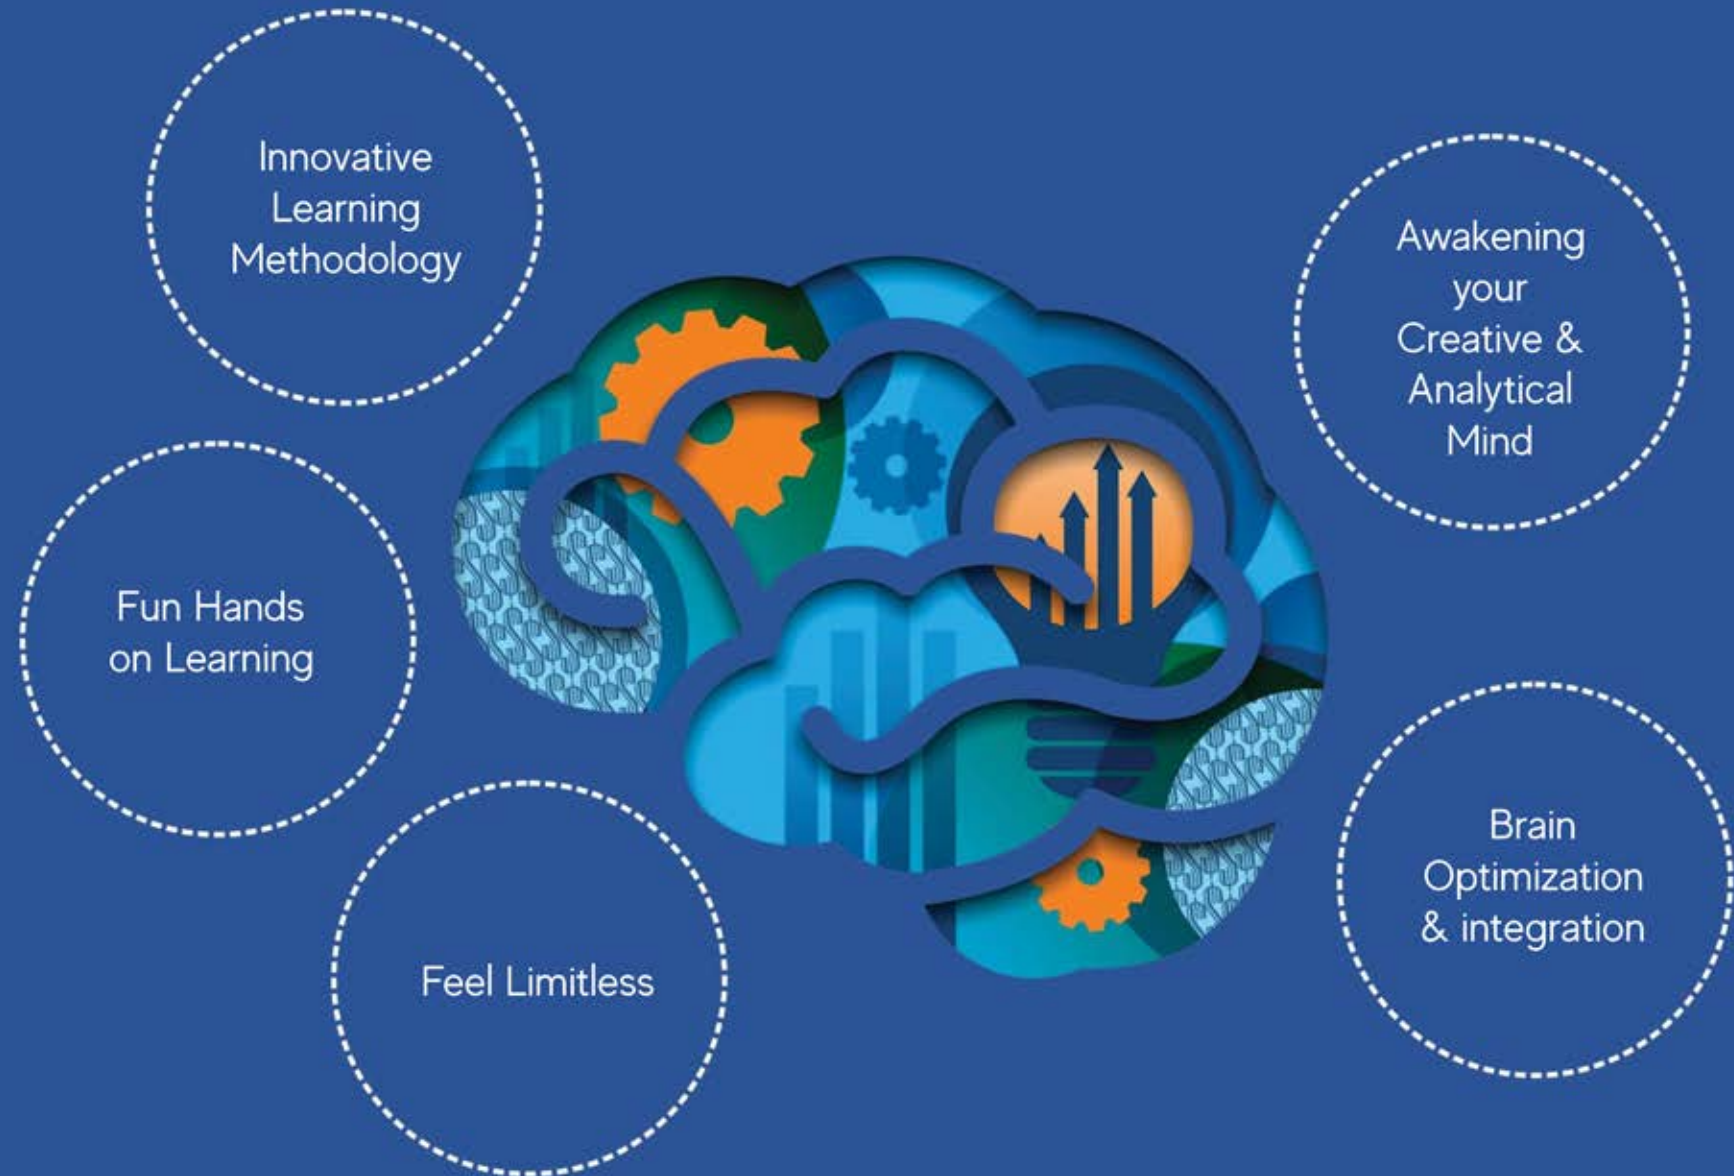 Innovative
Learning
Methodology
Fun Hands
on Learning
Feel Limitless
Awakening
your
Creative &
Analytical
Mind
Brain
Optimization
& integration